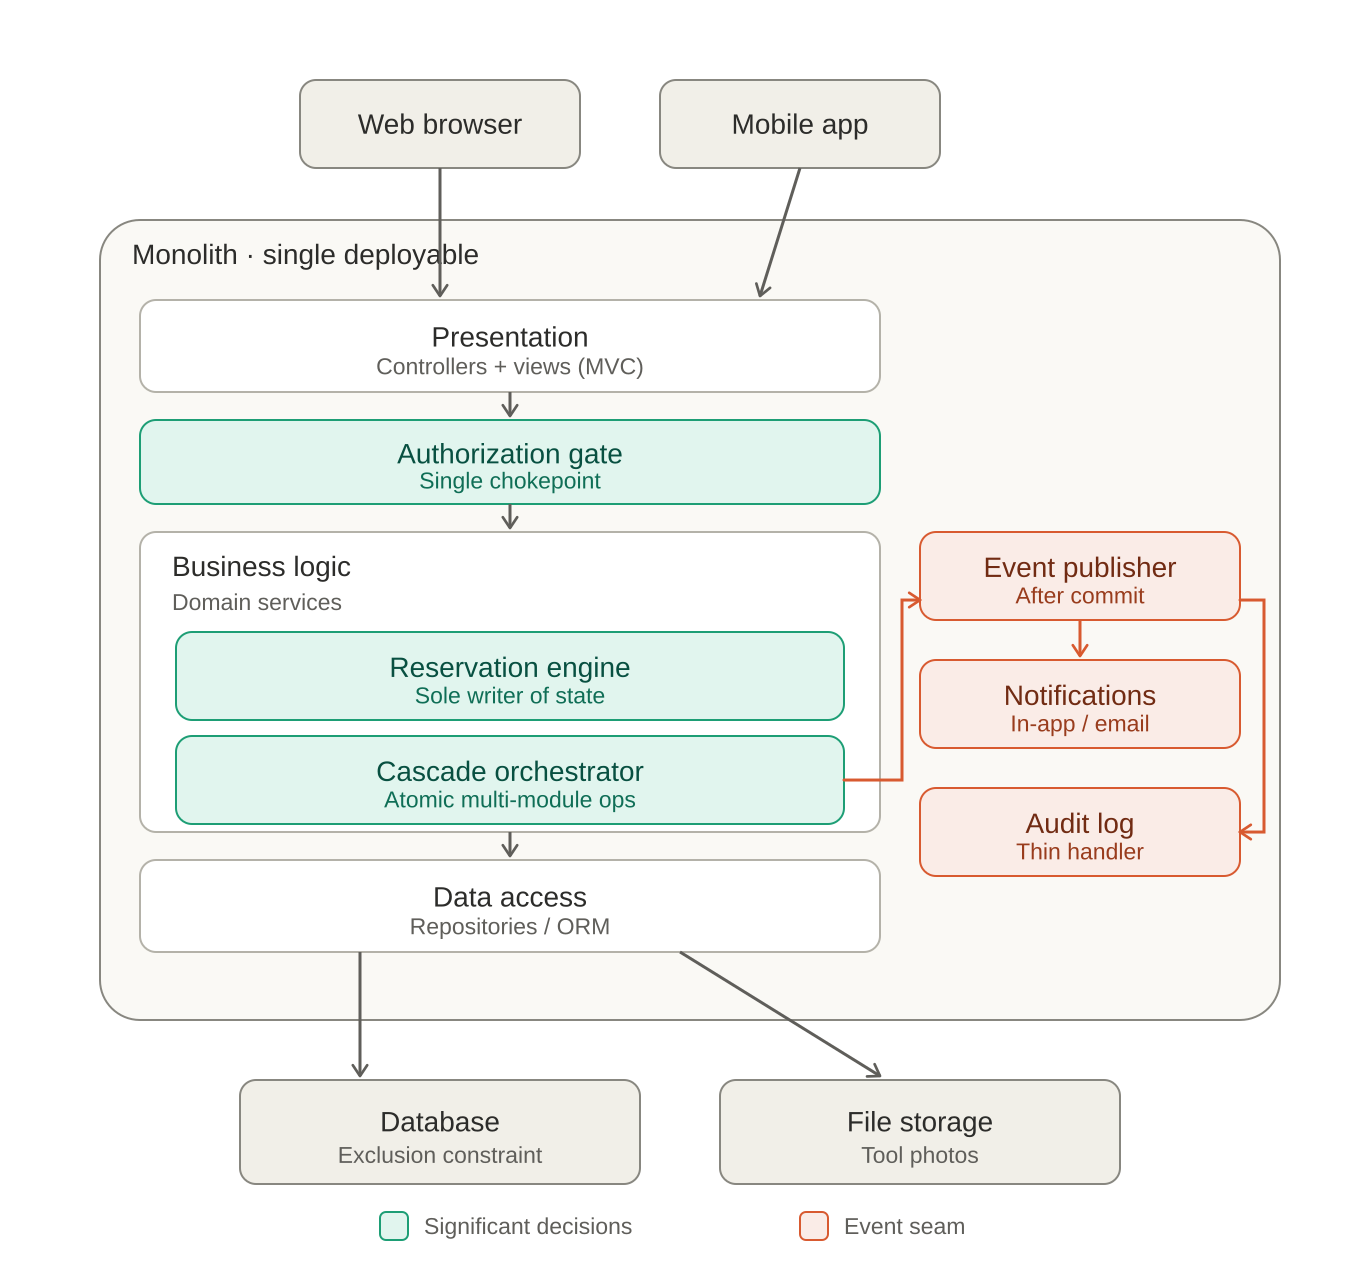 Web browser
Mobile app
Monolith · single deployable
Presentation
Controllers + views (MVC)
Authorization gate
Single chokepoint
Business logic
Domain services
Reservation engine
Sole writer of state
Cascade orchestrator
Atomic multi-module ops
Event publisher
After commit
Notifications
In-app / email
Audit log
Thin handler
Data access
Repositories / ORM
Database
Exclusion constraint
File storage
Tool photos
Significant decisions
Event seam